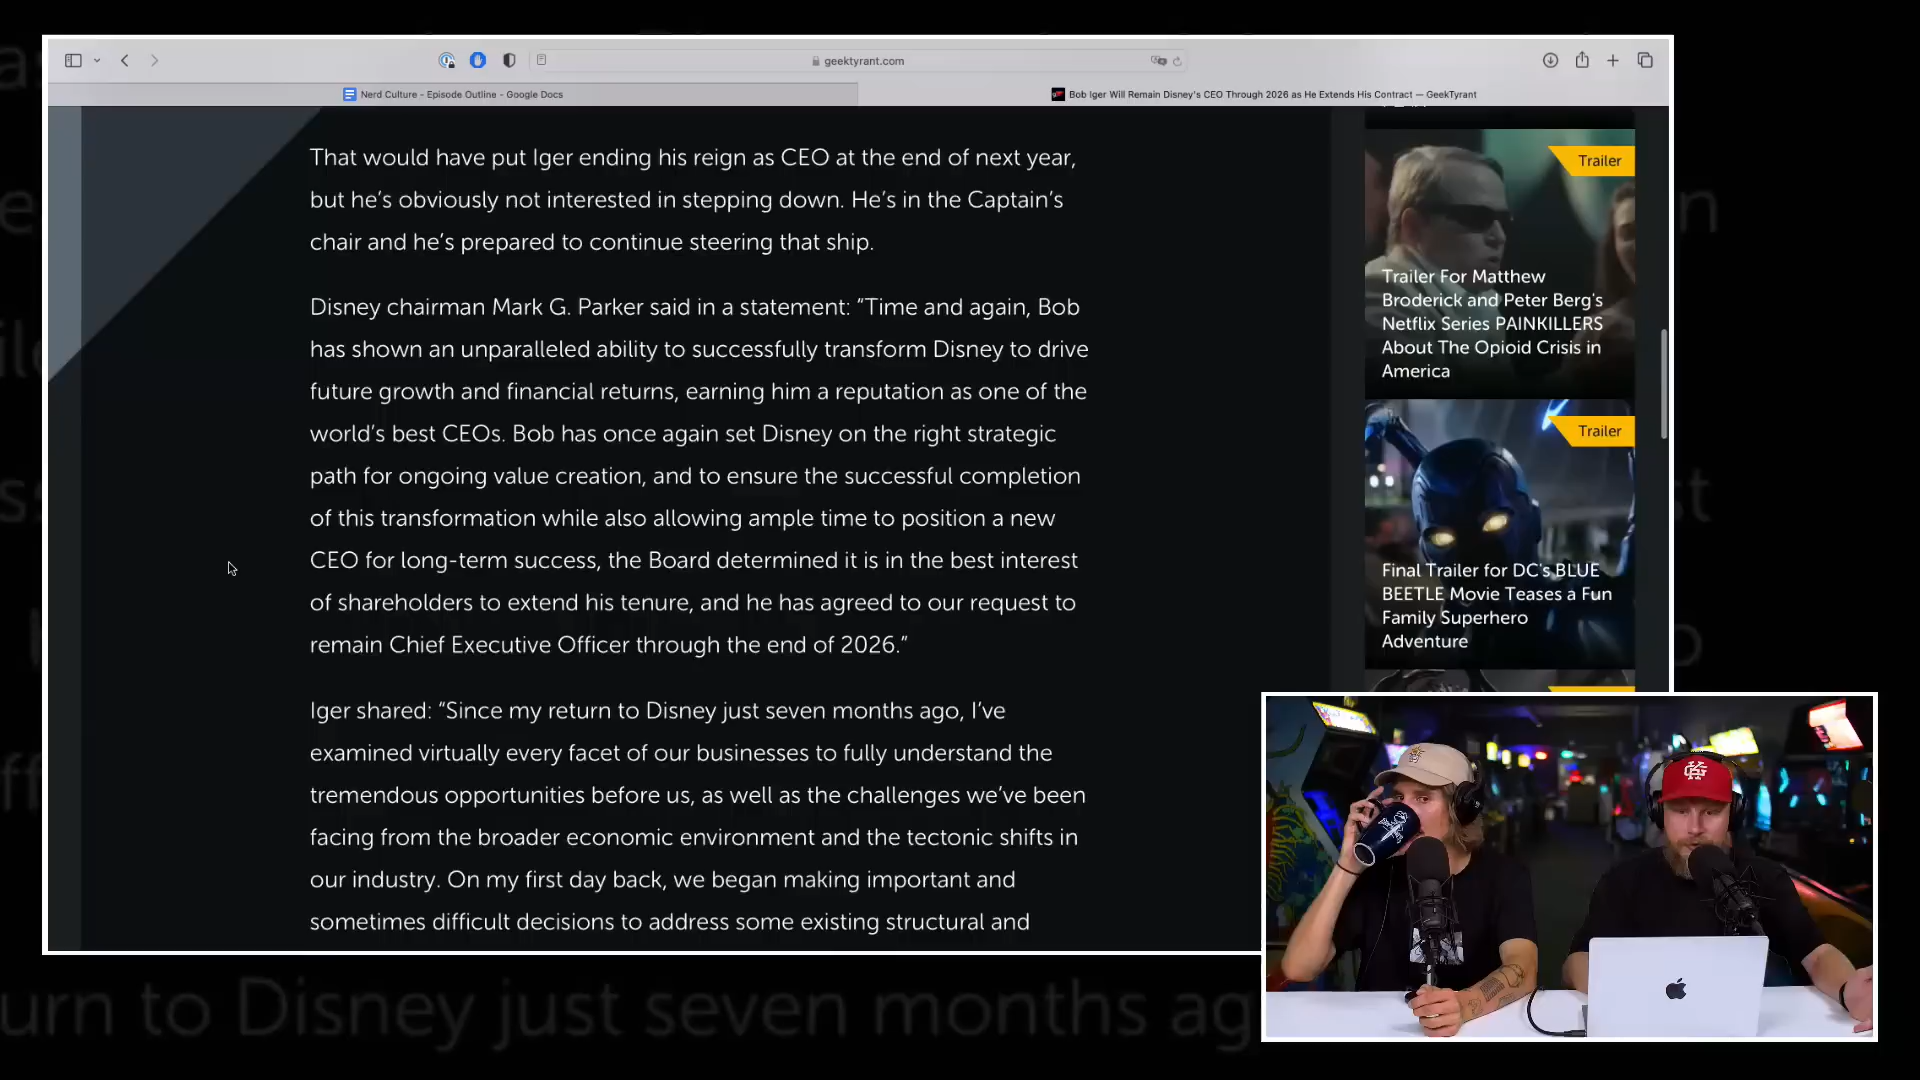 geektyrant.com
Nerd Culture - Episode Outline - Google Docs
Bob Iger Will Remain Disney's CEO Through 2026 as He Extends His Contract — GeekTyrant
That would have put Iger ending his reign as CEO at the end of next year,
but he’s obviously not interested in stepping down. He’s in the Captain’s
chair and he’s prepared to continue steering that ship.
Disney chairman Mark G. Parker said in a statement: “Time and again, Bob
has shown an unparalleled ability to successfully transform Disney to drive
future growth and financial returns, earning him a reputation as one of the
world’s best CEOs. Bob has once again set Disney on the right strategic
path for ongoing value creation, and to ensure the successful completion
of this transformation while also allowing ample time to position a new
CEO for long-term success, the Board determined it is in the best interest
of shareholders to extend his tenure, and he has agreed to our request to
remain Chief Executive Officer through the end of 2026.”
Iger shared: “Since my return to Disney just seven months ago, I’ve
examined virtually every facet of our businesses to fully understand the
tremendous opportunities before us, as well as the challenges we’ve been
facing from the broader economic environment and the tectonic shifts in
our industry. On my first day back, we began making important and
sometimes difficult decisions to address some existing structural and
Trailer
Trailer For Matthew
Broderick and Peter Berg's
Netflix Series PAINKILLERS
About The Opioid Crisis in
America
Trailer
Final Trailer for DC's BLUE
BEETLE Movie Teases a Fun
Family Superhero
Adventure
urn to Disney just seven months ag